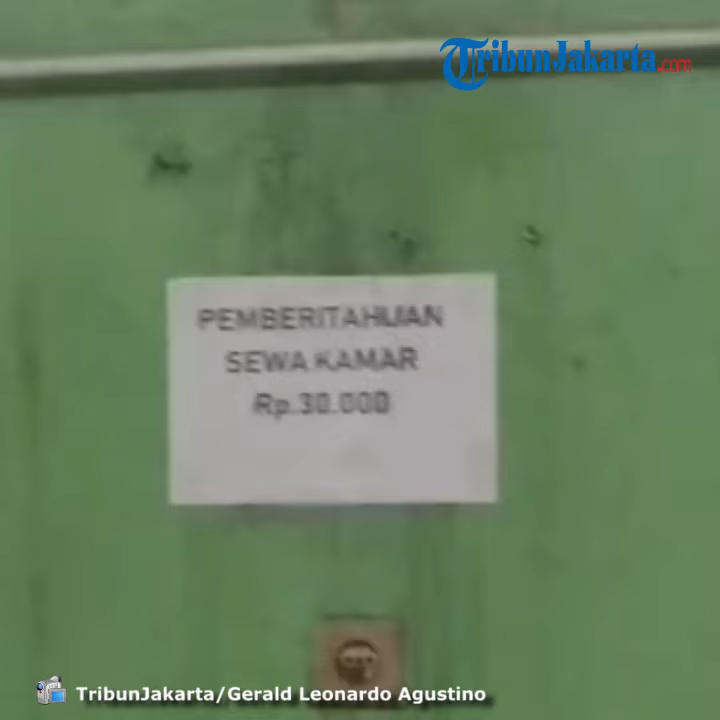 TribunJakarta.com
PEMBERITAHUAN
SEWA KAMAR
Rp.30.000
TribunJakarta/Gerald Leonardo Agustino